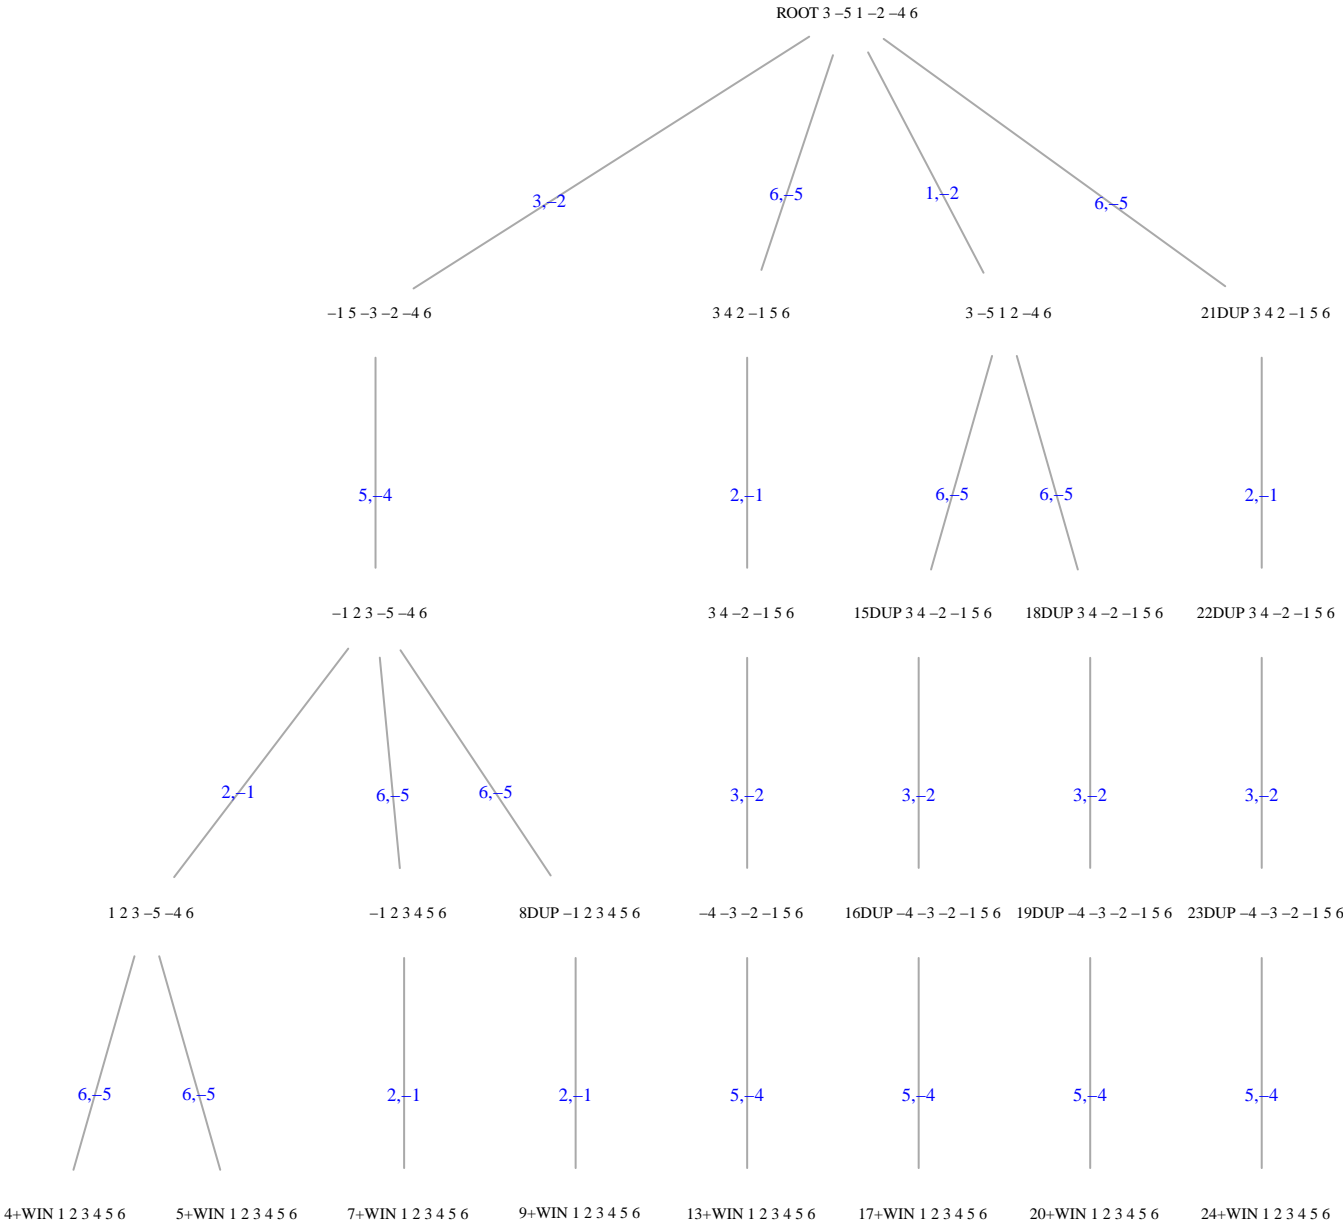 ROOT 3 −5 1 −2 −4 6
3,−2
6,−5
1,−2
6,−5
−1 5 −3 −2 −4 6
3 4 2 −1 5 6
3 −5 1 2 −4 6
21DUP 3 4 2 −1 5 6
5,−4
2,−1
6,−5
6,−5
2,−1
−1 2 3 −5 −4 6
3 4 −2 −1 5 6
15DUP 3 4 −2 −1 5 6
18DUP 3 4 −2 −1 5 6
22DUP 3 4 −2 −1 5 6
2,−1
6,−5
6,−5
3,−2
3,−2
3,−2
3,−2
1 2 3 −5 −4 6
−1 2 3 4 5 6
8DUP −1 2 3 4 5 6
−4 −3 −2 −1 5 6
16DUP −4 −3 −2 −1 5 6
19DUP −4 −3 −2 −1 5 6
23DUP −4 −3 −2 −1 5 6
6,−5
6,−5
2,−1
2,−1
5,−4
5,−4
5,−4
5,−4
4+WIN 1 2 3 4 5 6
5+WIN 1 2 3 4 5 6
7+WIN 1 2 3 4 5 6
9+WIN 1 2 3 4 5 6
13+WIN 1 2 3 4 5 6
17+WIN 1 2 3 4 5 6
20+WIN 1 2 3 4 5 6
24+WIN 1 2 3 4 5 6